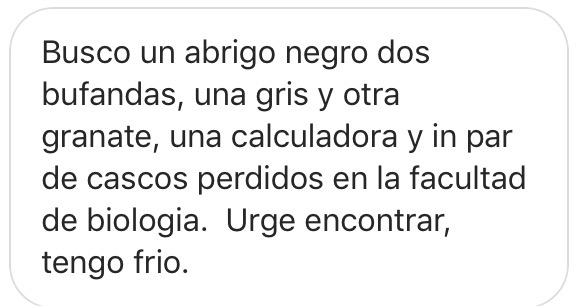 Busco un abrigo negro dos
bufandas, una gris y otra
granate, una calculadora y in par
de cascos perdidos en la facultad
de biologia.  Urge encontrar,
tengo frio.